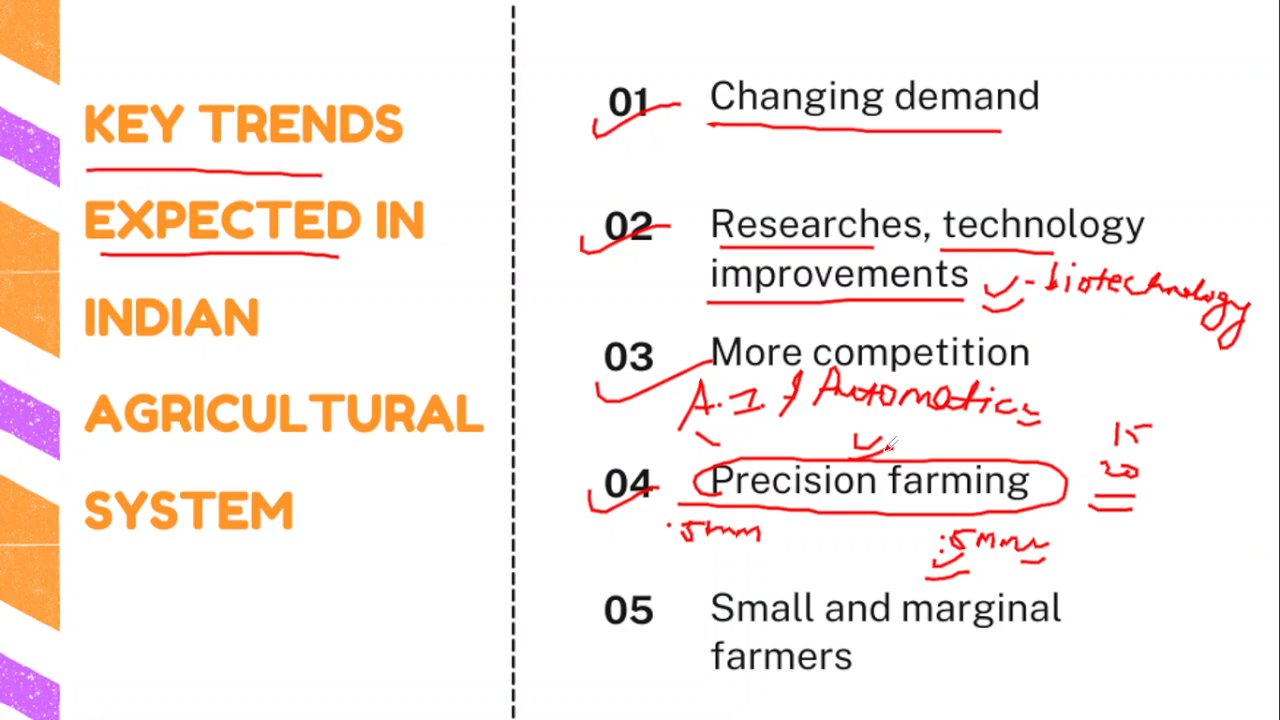 KEY TRENDS
EXPECTED IN
INDIAN
AGRICULTURAL
SYSTEM
01 Changing demand
02 Researches, technology
improvements - biotechnology
03 More competition
A.I & Automatics
15
20
04 Precision farming
.5mm
.5mm
05 Small and marginal
farmers